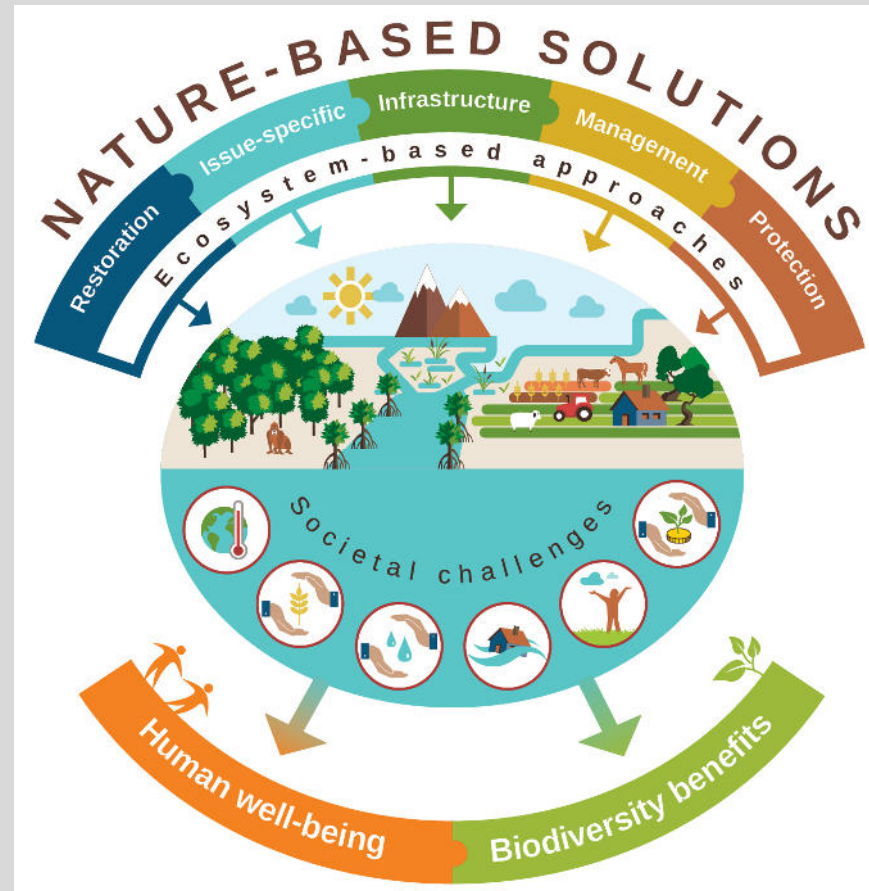 NATURE-BASED SOLUTIONS
Restoration
Issue-specific
Infrastructure
Management
Protection
Ecosystem-based approaches
Societal challenges
Human well-being
Biodiversity benefits